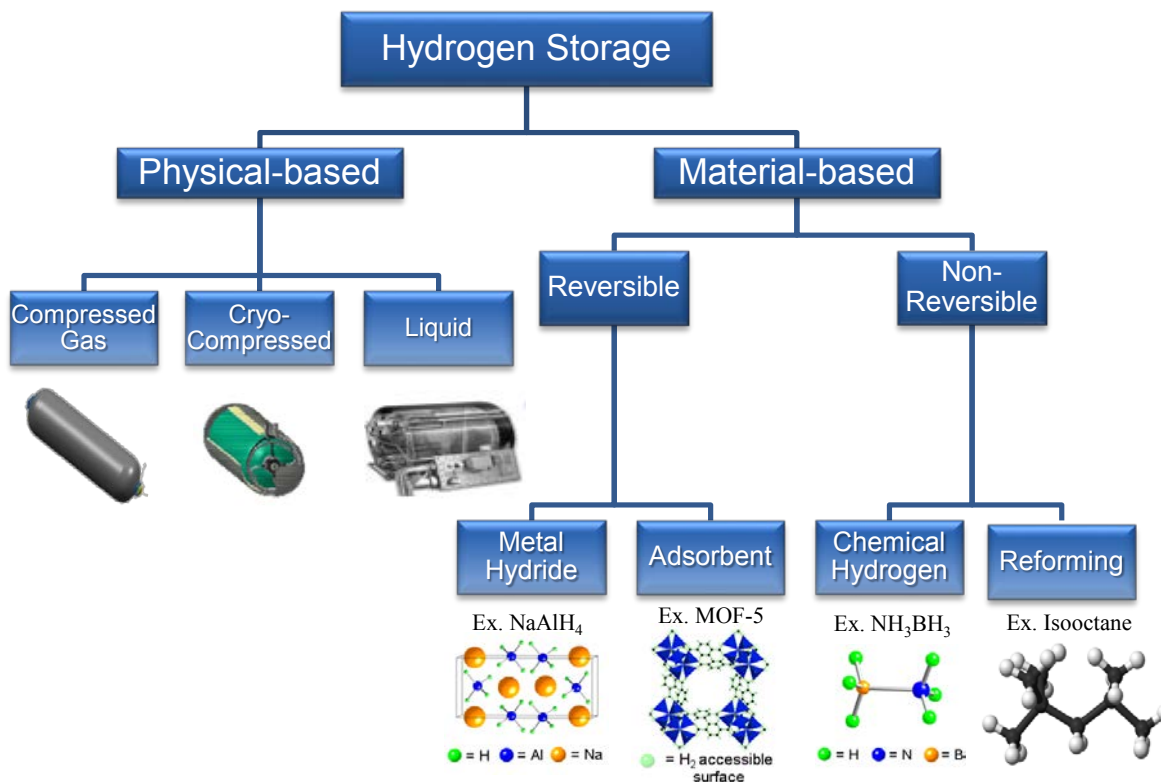 Hydrogen Storage
Physical-based
Material-based
Reversible
Non-
Reversible
Compressed
Gas
Cryo-
Compressed
Liquid
Metal
Hydride
Adsorbent
Chemical
Hydrogen
Reforming
Ex. NaAlH₄
Ex. MOF-5
Ex. NH₃BH₃
Ex. Isooctane
= H = Al = Na
= H₂ accessible
surface
= H = N = B